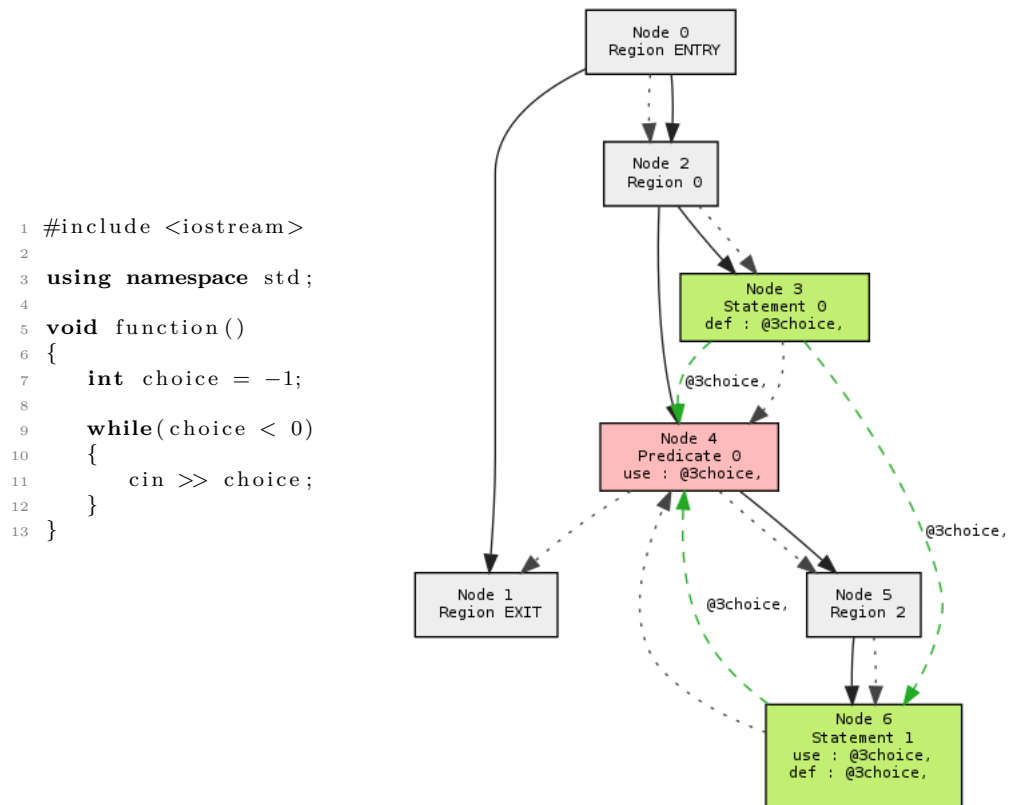 1 #include <iostream>
2
3 using namespace std;
4
5 void function()
6 {
7 int choice = −1;
8
9 while(choice < 0)
10 {
11 cin >> choice;
12 }
13 }
Node 0
Region ENTRY
Node 2
Region 0
Node 3
Statement 0
def : @3choice,
@3choice,
Node 4
Predicate 0
use : @3choice,
@3choice,
Node 1
Region EXIT
@3choice,
Node 5
Region 2
Node 6
Statement 1
use : @3choice,
def : @3choice,